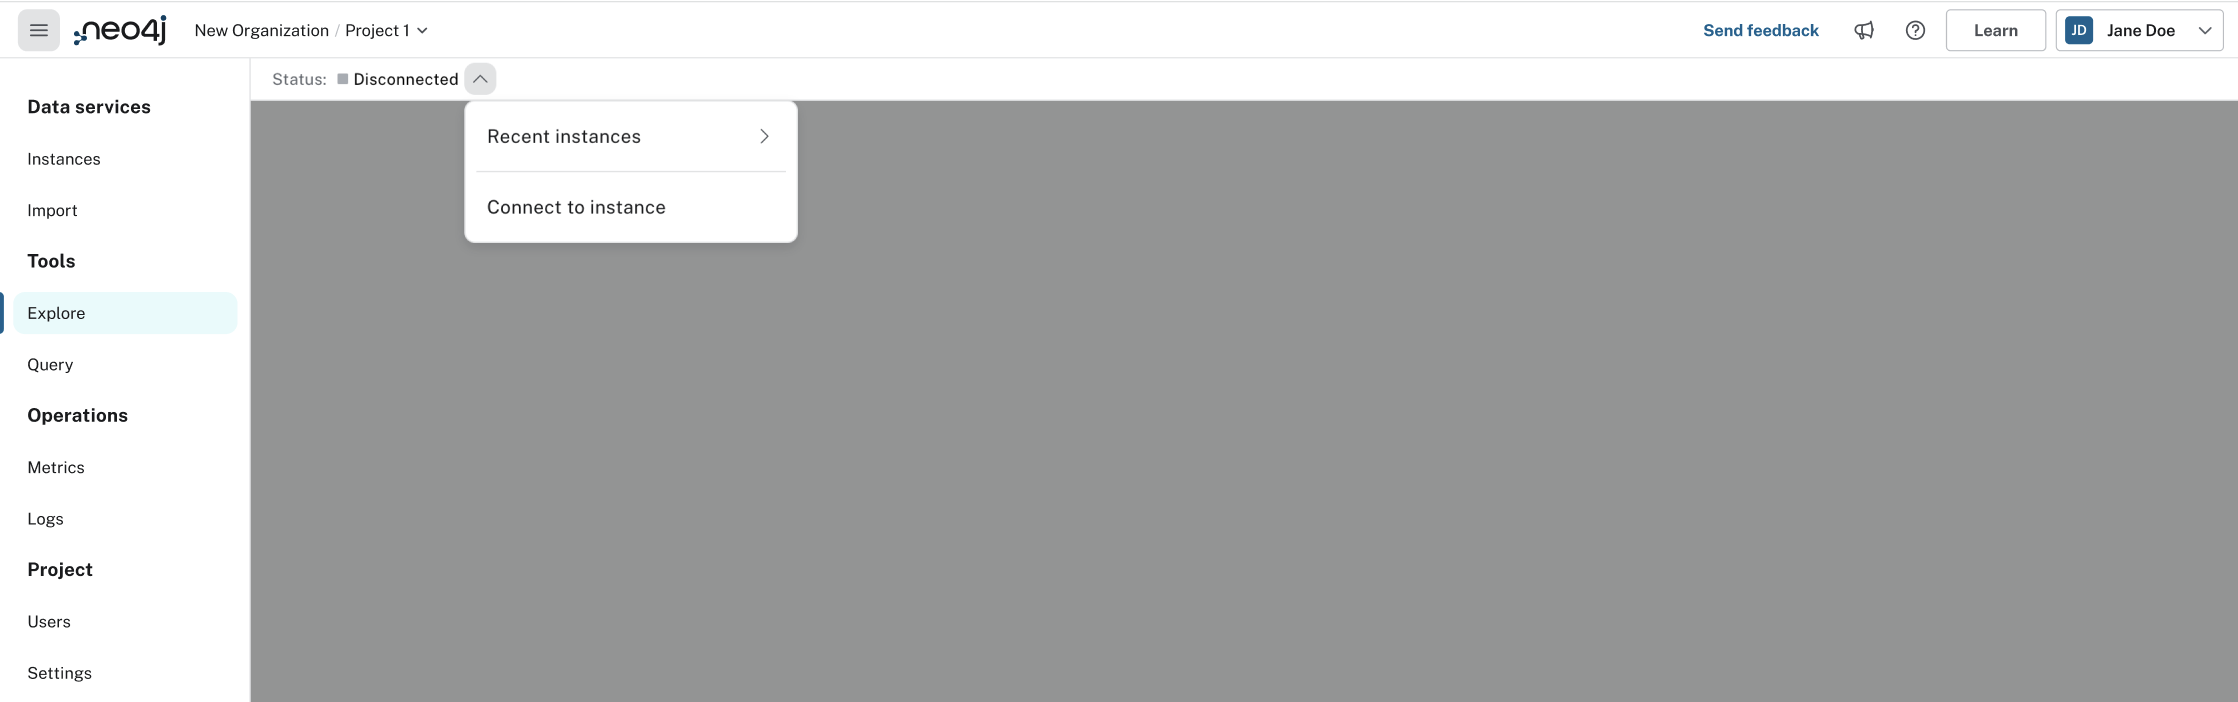 neo4j New Organization / Project 1 Send feedback Learn JD Jane Doe
Status: Disconnected
Recent instances
Connect to instance
Data services
Instances
Import
Tools
Explore
Query
Operations
Metrics
Logs
Project
Users
Settings